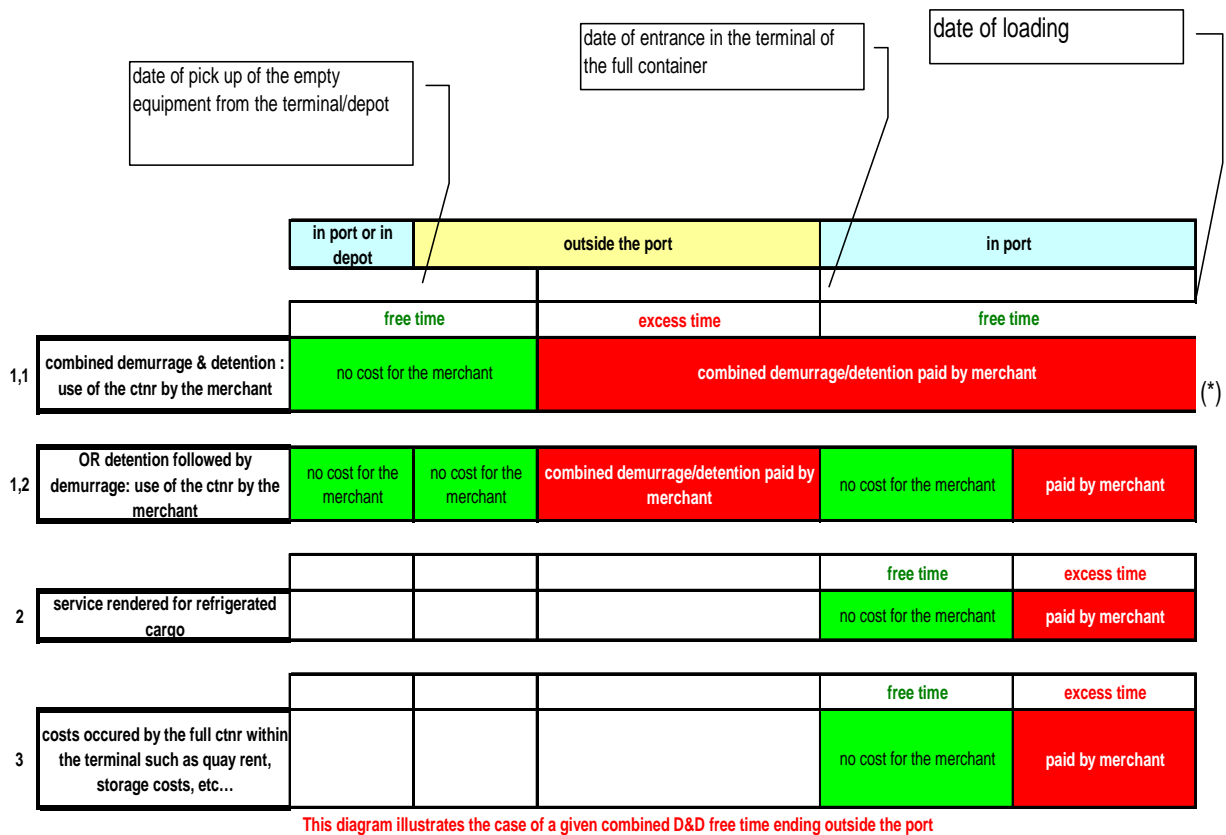 date of pick up of the empty
equipment from the terminal/depot
date of entrance in the terminal of
the full container
date of loading
in port or in
depot
outside the port
in port
free time
excess time
free time
1,1
combined demurrage & detention :
use of the ctnr by the merchant
no cost for the merchant
combined demurrage/detention paid by merchant
(*)
1,2
OR detention followed by
demurrage: use of the ctnr by the
merchant
no cost for the
merchant
no cost for the
merchant
combined demurrage/detention paid by
merchant
no cost for the merchant
paid by merchant
free time
excess time
2
service rendered for refrigerated
cargo
no cost for the merchant
paid by merchant
free time
excess time
3
costs occured by the full ctnr within
the terminal such as quay rent,
storage costs, etc…
no cost for the merchant
paid by merchant
This diagram illustrates the case of a given combined D&D free time ending outside the port